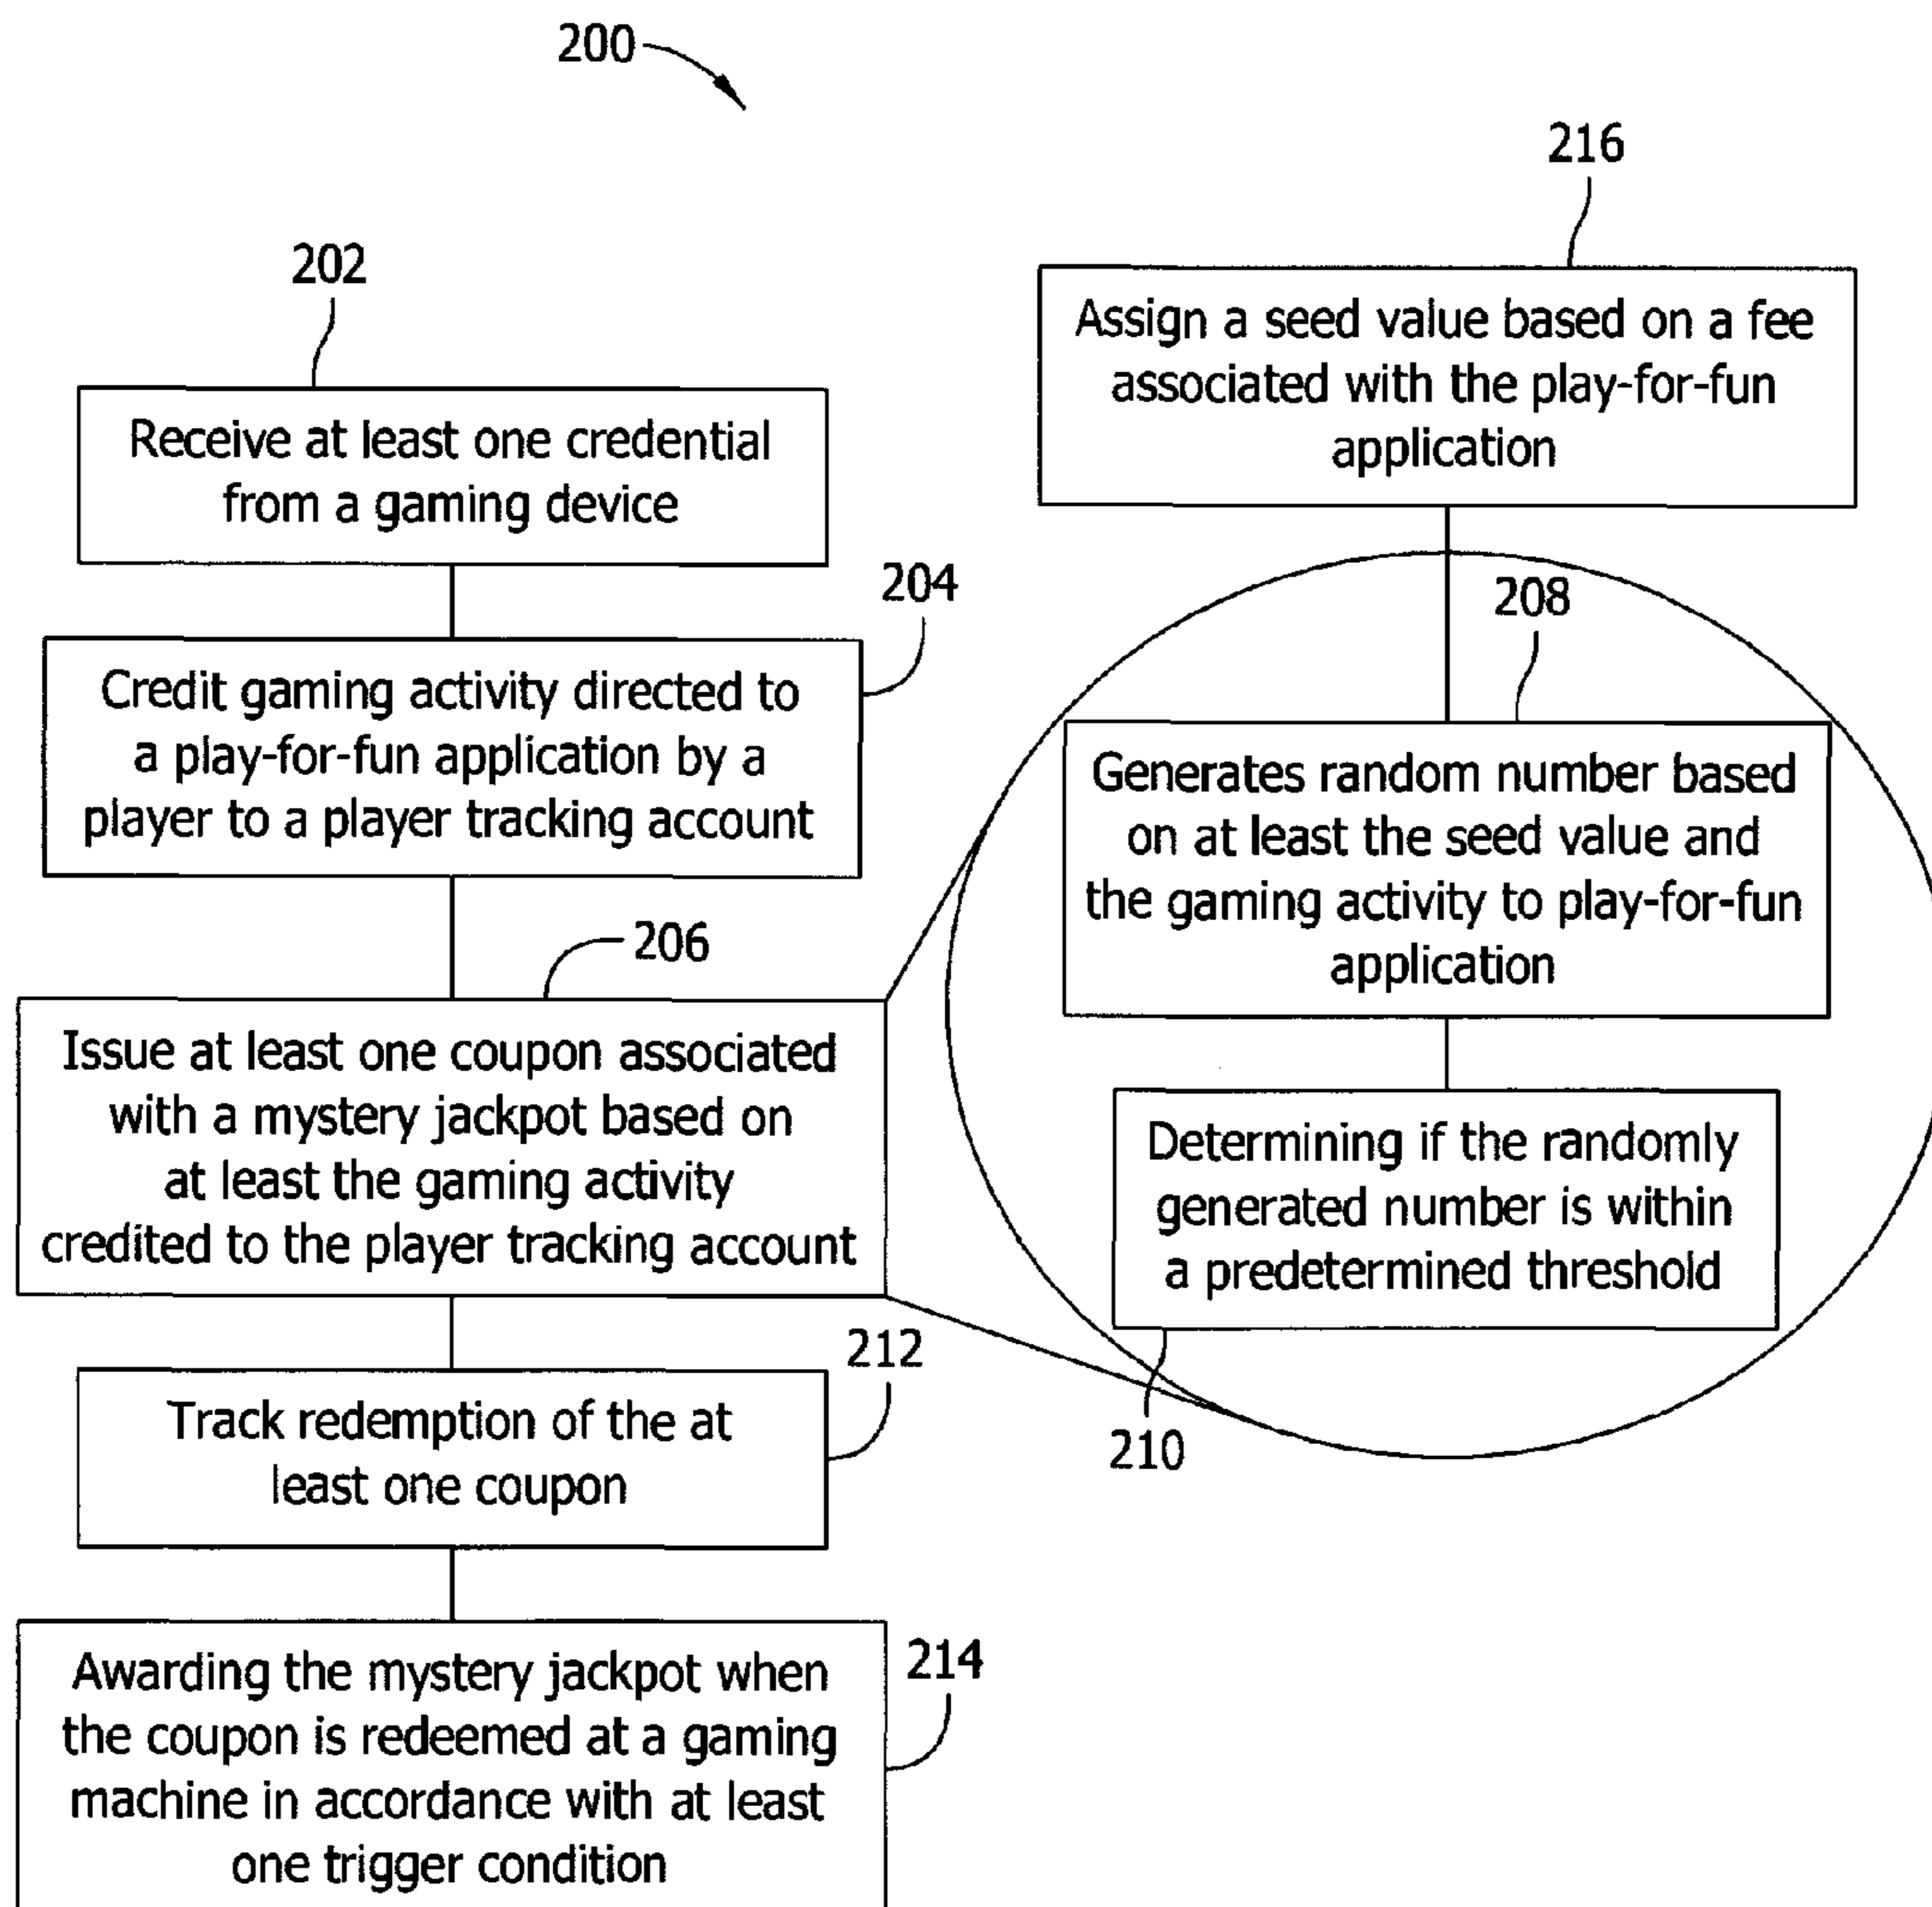 200
202
Receive at least one credential
from a gaming device
204
Credit gaming activity directed to
a play-for-fun application by a
player to a player tracking account
206
Issue at least one coupon associated
with a mystery jackpot based on
at least the gaming activity
credited to the player tracking account
212
Track redemption of the at
least one coupon
214
Awarding the mystery jackpot when
the coupon is redeemed at a gaming
machine in accordance with at least
one trigger condition
216
Assign a seed value based on a fee
associated with the play-for-fun
application
208
Generates random number based
on at least the seed value and
the gaming activity to play-for-fun
application
Determining if the randomly
generated number is within
a predetermined threshold
210